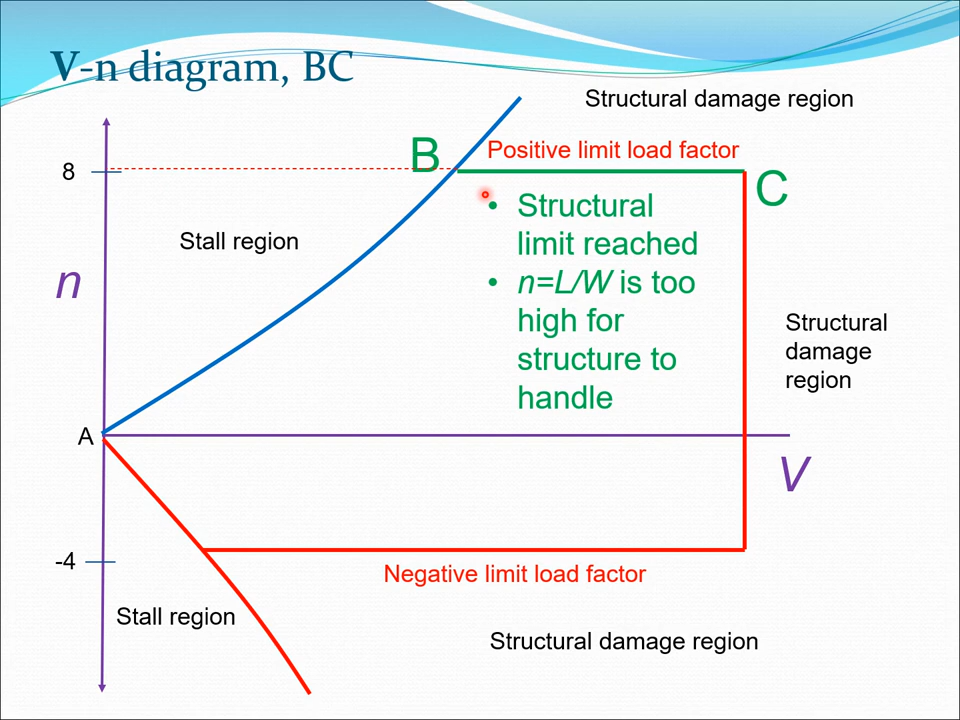 V-n diagram, BC
Structural damage region
B
Positive limit load factor
8
C
• Structural
limit reached
Stall region
n
• n=L/W is too
high for
structure to
handle
Structural
damage
region
A
V
-4
Negative limit load factor
Stall region
Structural damage region